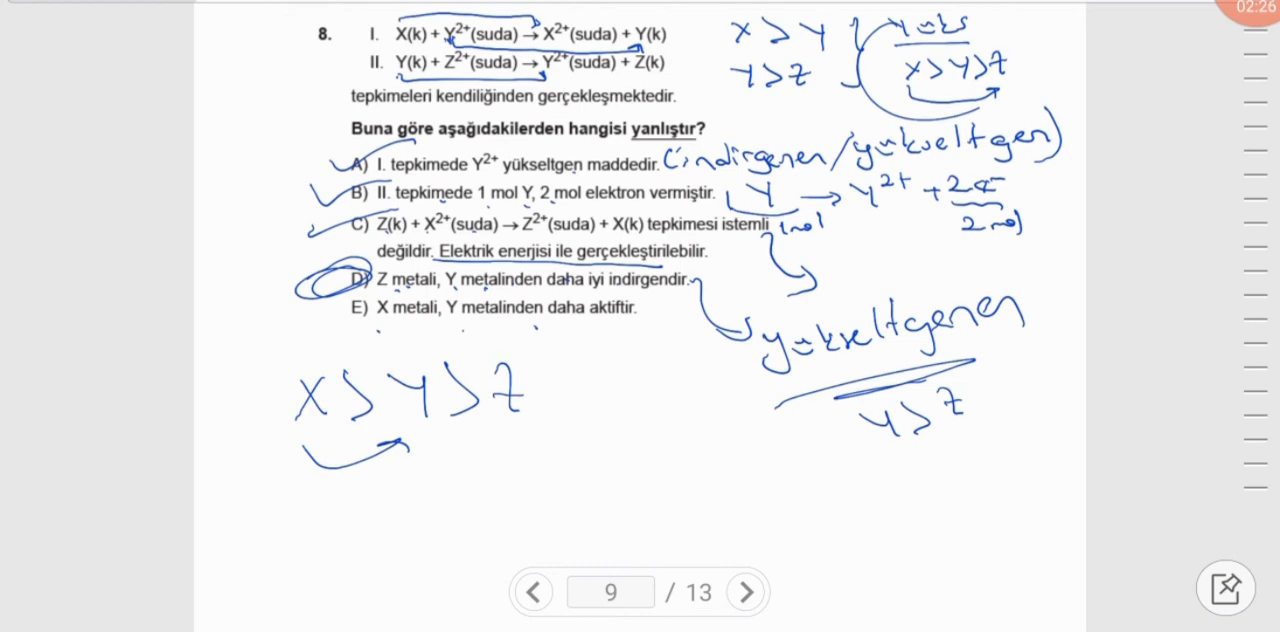 02:26
8. I. X(k) + Y²⁺(suda) → X²⁺(suda) + Y(k)
II. Y(k) + Z²⁺(suda) → Y²⁺(suda) + Z(k)
tepkimeleri kendiliğinden gerçekleşmektedir.
Buna göre aşağıdakilerden hangisi yanlıştır?
A) I. tepkimede Y²⁺ yükseltgen maddedir.
B) II. tepkimede 1 mol Y, 2 mol elektron vermiştir.
C) Z(k) + X²⁺(suda) → Z²⁺(suda) + X(k) tepkimesi istemli
değildir. Elektrik enerjisi ile gerçekleştirilebilir.
D) Z metali, Y metalinden daha iyi indirgendir.
E) X metali, Y metalinden daha aktiftir.
X > Y
Y > Z
Yüks
X > Y > Z
(indirgenen/yükseltgen)
Y → Y²⁺ + 2e⁻
1 mol
2 mol
yükseltgenen
Y > Z
X > Y > Z
9 / 13